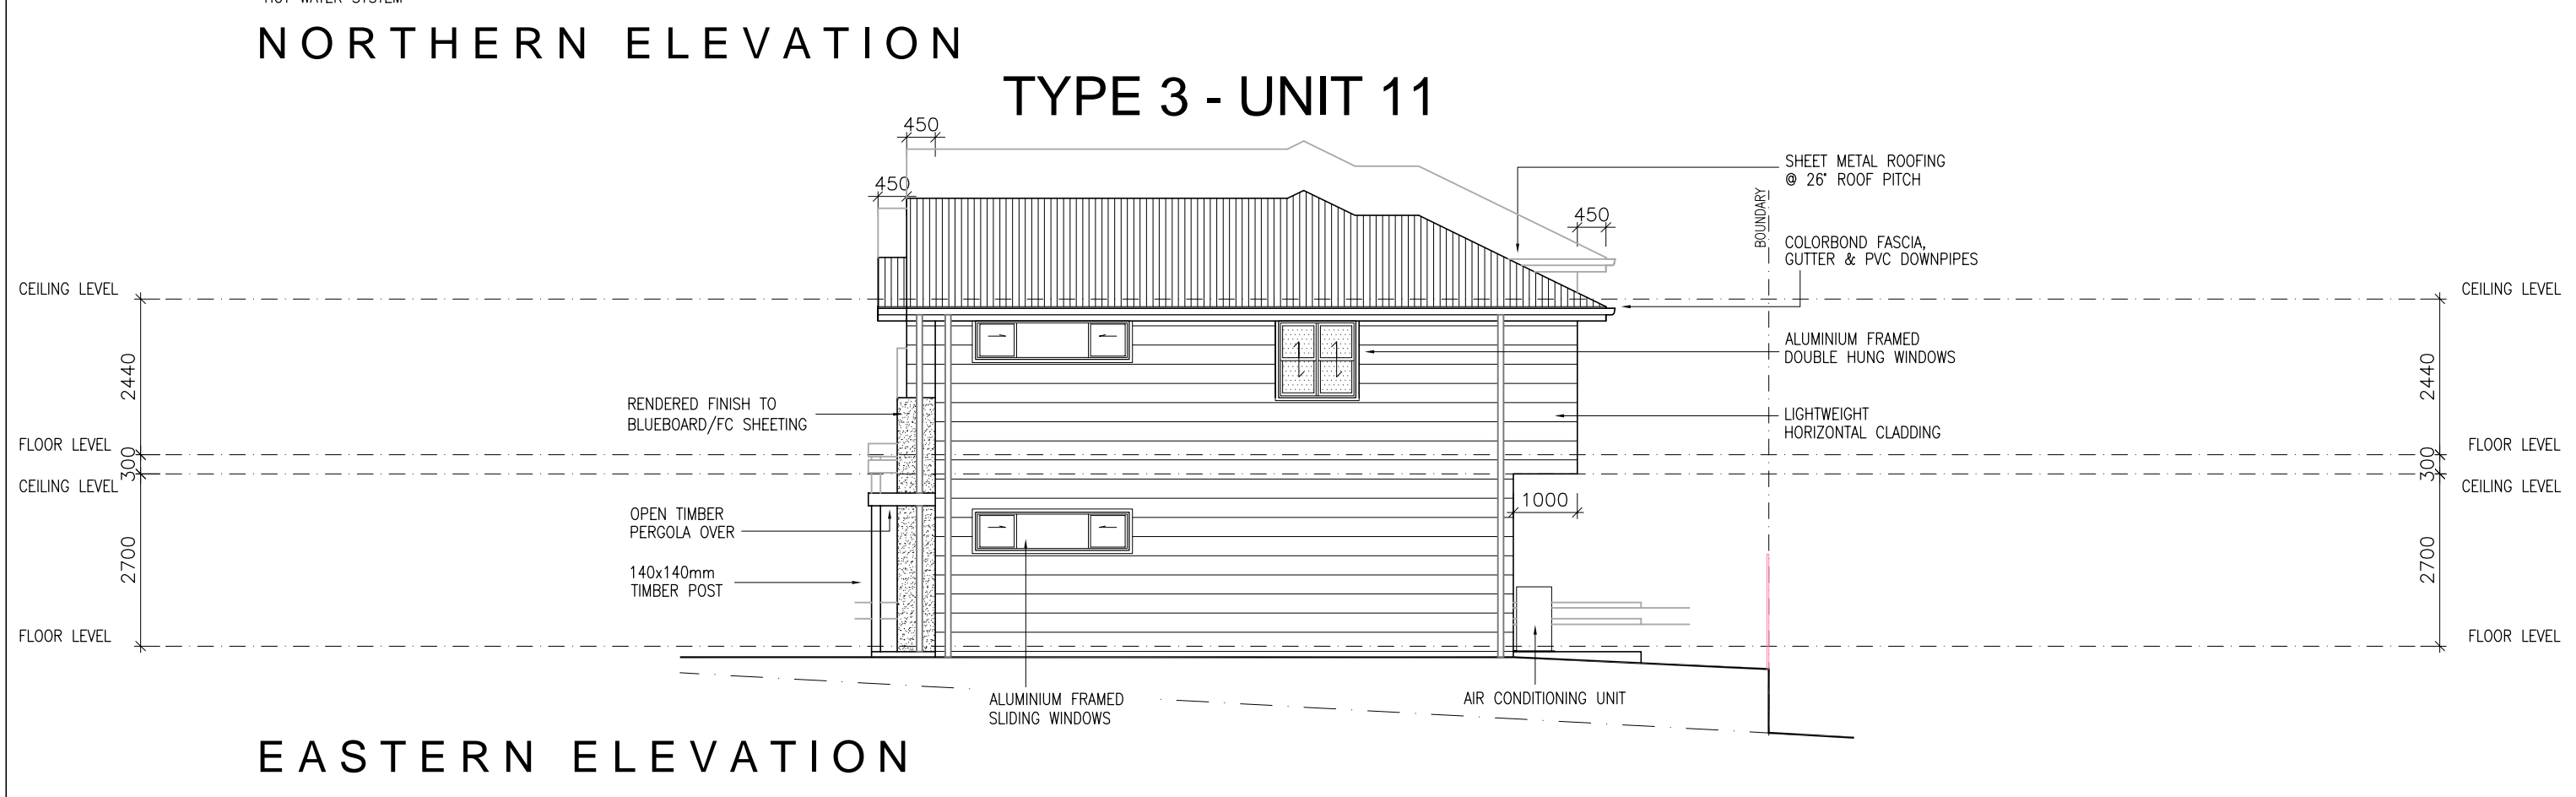 HOT WATER SYSTEM
NORTHERN ELEVATION
TYPE 3 - UNIT 11
450
450
450
SHEET METAL ROOFING
@ 26° ROOF PITCH
BOUNDARY
COLORBOND FASCIA,
GUTTER & PVC DOWNPIPES
CEILING LEVEL
CEILING LEVEL
ALUMINIUM FRAMED
DOUBLE HUNG WINDOWS
2440
2440
RENDERED FINISH TO
BLUEBOARD/FC SHEETING
LIGHTWEIGHT
HORIZONTAL CLADDING
FLOOR LEVEL
FLOOR LEVEL
300
300
CEILING LEVEL
CEILING LEVEL
1000
OPEN TIMBER
PERGOLA OVER
2700
2700
140x140mm
TIMBER POST
FLOOR LEVEL
FLOOR LEVEL
ALUMINIUM FRAMED
SLIDING WINDOWS
AIR CONDITIONING UNIT
EASTERN ELEVATION